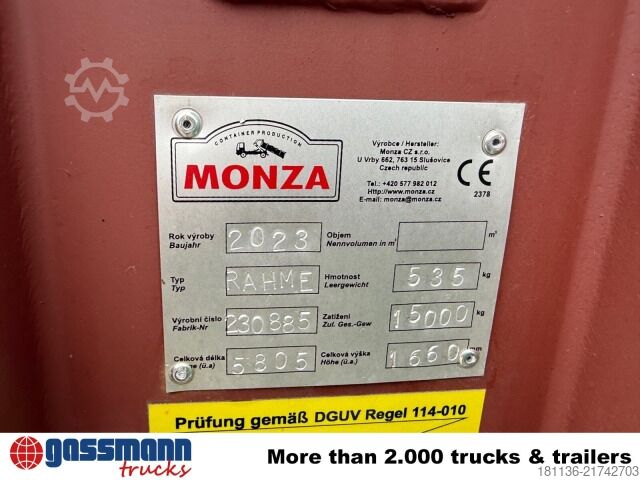 CONTAINER PRODUCTION
MONZA
Výrobce / Hersteller:
Monza CZ s.r.o.
U Vrby 662, 763 15 Slušovice
Czech republic
Tel.: +420 577 982 012
Http://www.monza.cz
E-mail: monza@monza.cz
CE
2378
Rok výroby
Baujahr
2023
Objem
Nennvolumen in m³
m³
Typ
Typ
RAHME
Hmotnost
Leergewicht
535
kg
Výrobní číslo
Fabrik-Nr
230885
Zatížení
Zul. Ges.-Gew
15000
kg
Celková délka
(ü.a)
5805
Celková výška
Höhe (ü.a.)
1660
mm
Prüfung gemäß DGUV Regel 114-010
gassmann
trucks
More than 2.000 trucks & trailers
181136-21742703